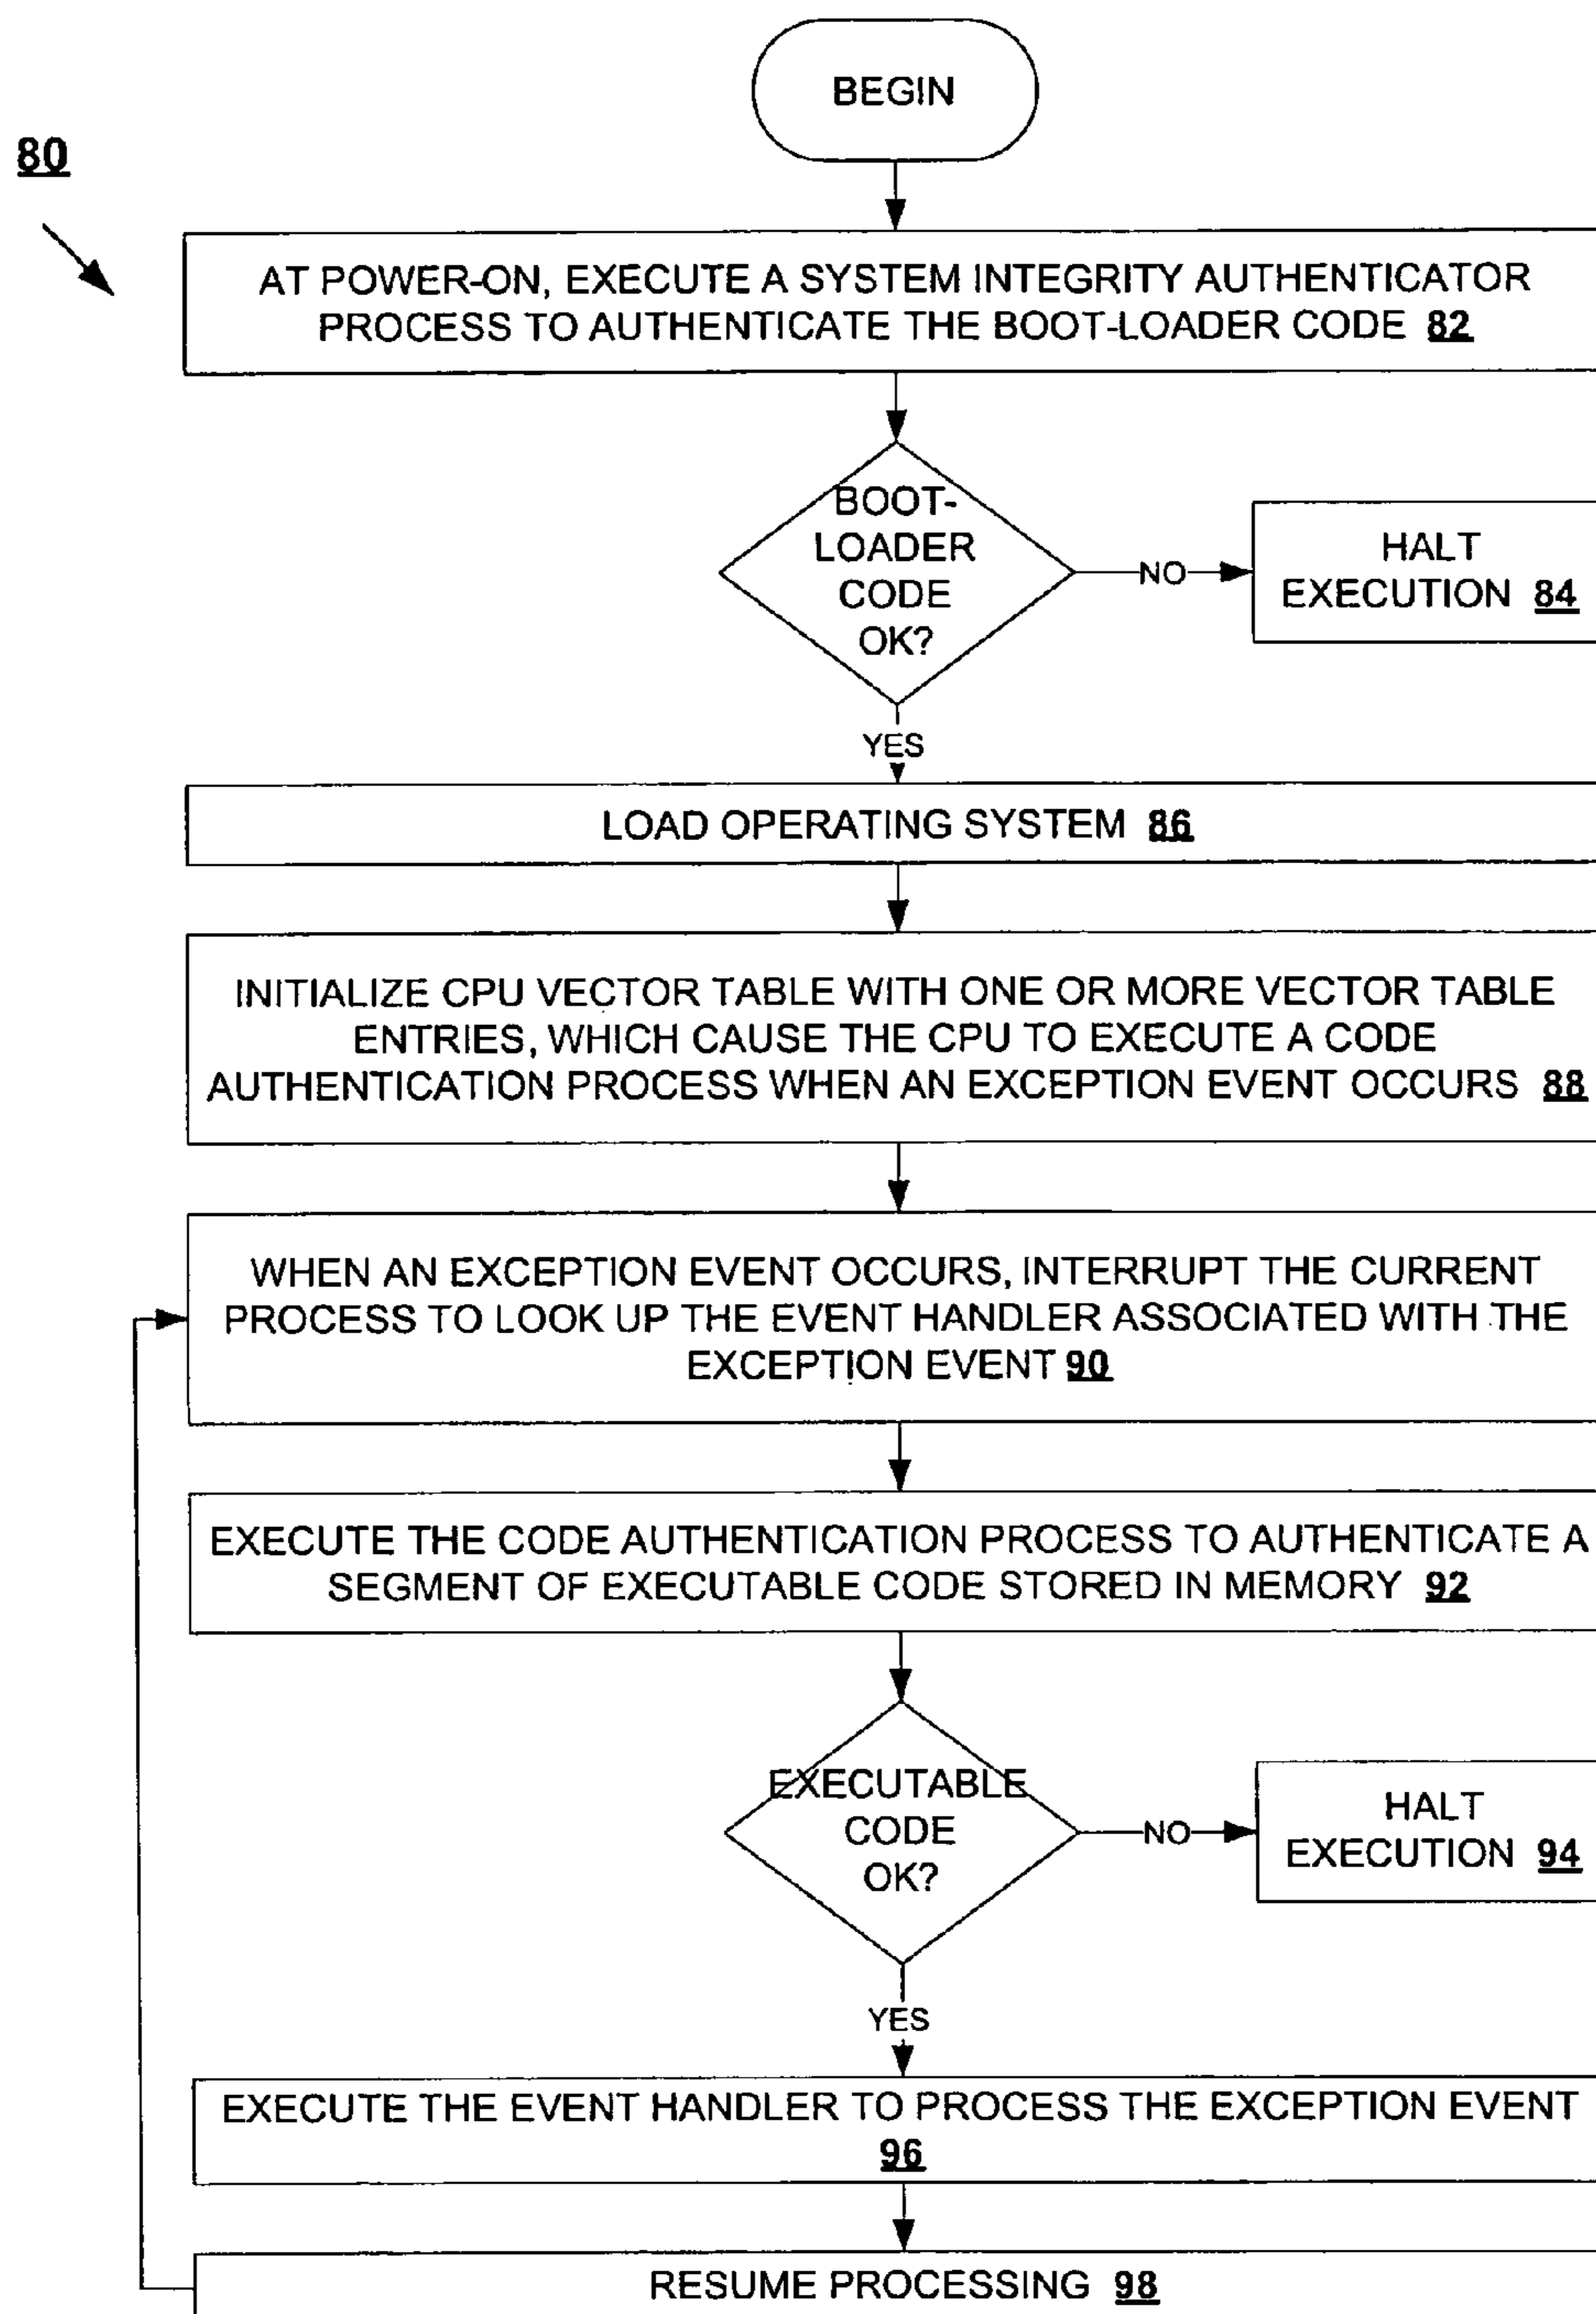 BEGIN
80
AT POWER-ON, EXECUTE A SYSTEM INTEGRITY AUTHENTICATOR
PROCESS TO AUTHENTICATE THE BOOT-LOADER CODE 82
BOOT-
LOADER
CODE
OK?
NO
HALT
EXECUTION 84
YES
LOAD OPERATING SYSTEM 86
INITIALIZE CPU VECTOR TABLE WITH ONE OR MORE VECTOR TABLE
ENTRIES, WHICH CAUSE THE CPU TO EXECUTE A CODE
AUTHENTICATION PROCESS WHEN AN EXCEPTION EVENT OCCURS 88
WHEN AN EXCEPTION EVENT OCCURS, INTERRUPT THE CURRENT
PROCESS TO LOOK UP THE EVENT HANDLER ASSOCIATED WITH THE
EXCEPTION EVENT 90
EXECUTE THE CODE AUTHENTICATION PROCESS TO AUTHENTICATE A
SEGMENT OF EXECUTABLE CODE STORED IN MEMORY 92
EXECUTABLE
CODE
OK?
NO
HALT
EXECUTION 94
YES
EXECUTE THE EVENT HANDLER TO PROCESS THE EXCEPTION EVENT
96
RESUME PROCESSING 98